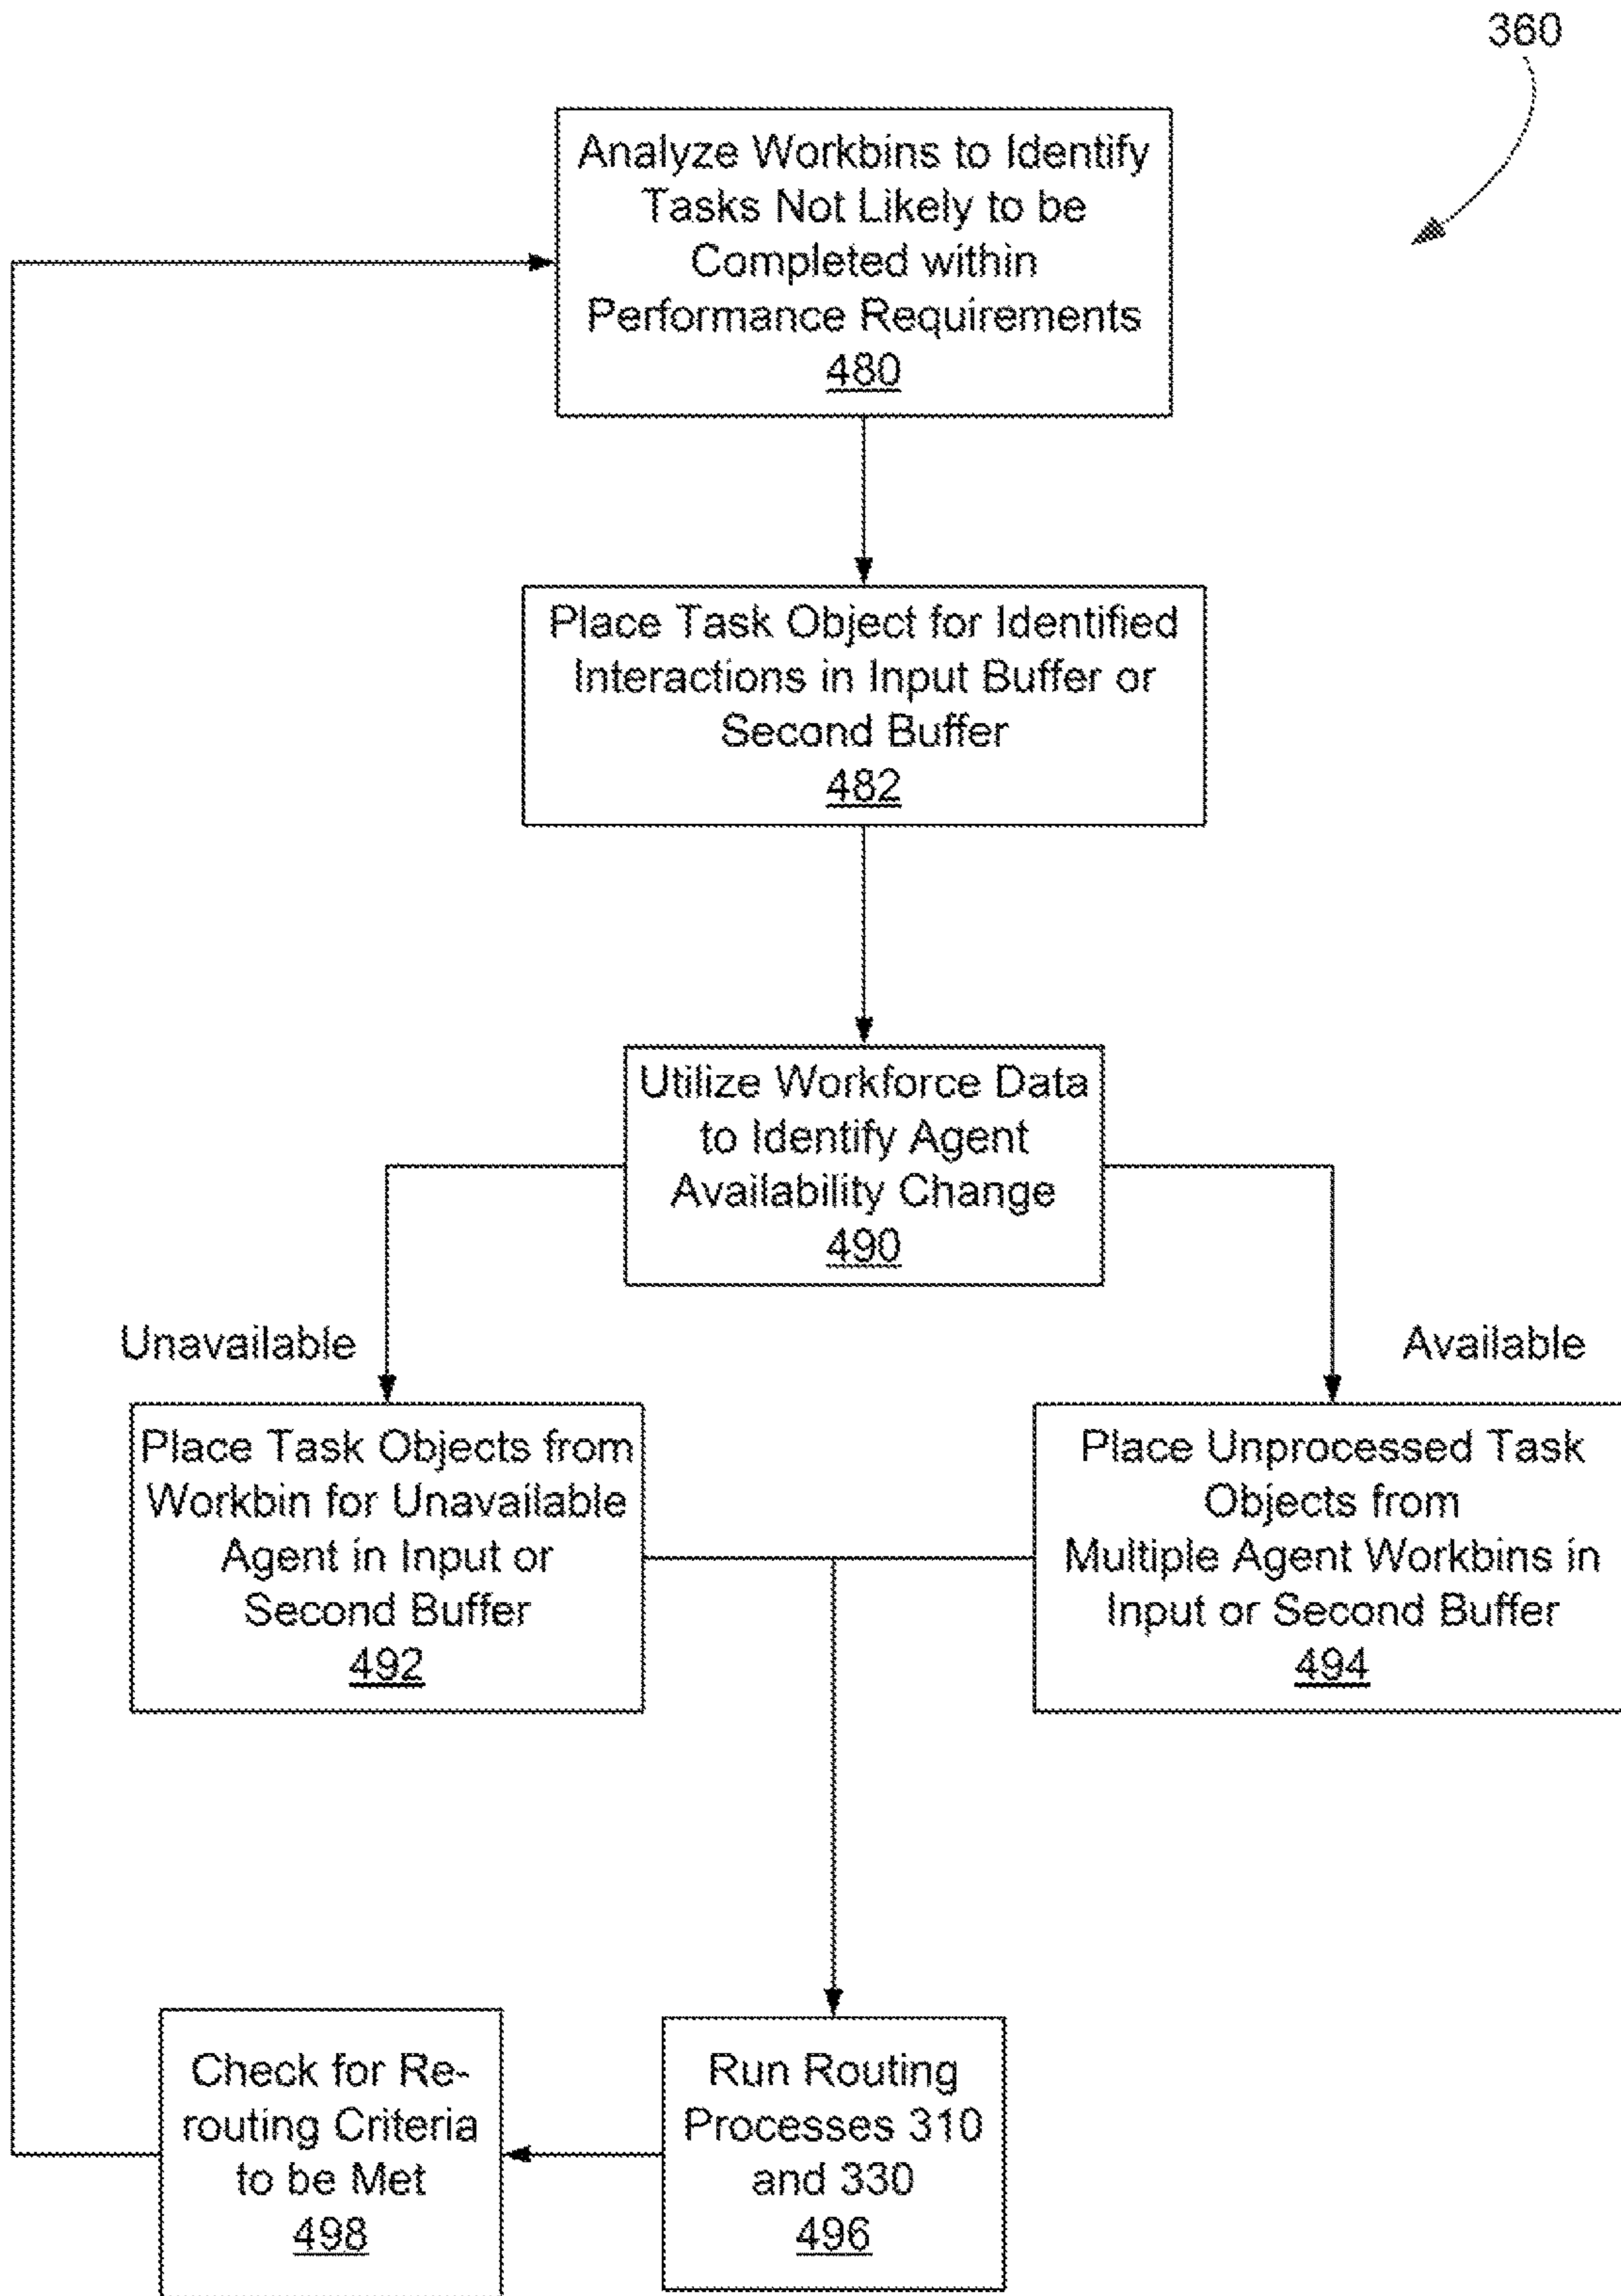 360
Analyze Workbins to Identify
Tasks Not Likely to be
Completed within
Performance Requirements
480
Place Task Object for Identified
Interactions in Input Buffer or
Second Buffer
482
Utilize Workforce Data
to Identify Agent
Availability Change
490
Unavailable
Available
Place Task Objects from
Workbin for Unavailable
Agent in Input or
Second Buffer
492
Place Unprocessed Task
Objects from
Multiple Agent Workbins in
Input or Second Buffer
494
Check for Re-
routing Criteria
to be Met
498
Run Routing
Processes 310
and 330
496